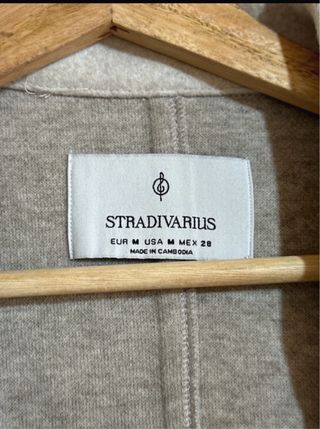 STRADIVARIUS
EUR M USA M MEX 28
MADE IN CAMBODIA